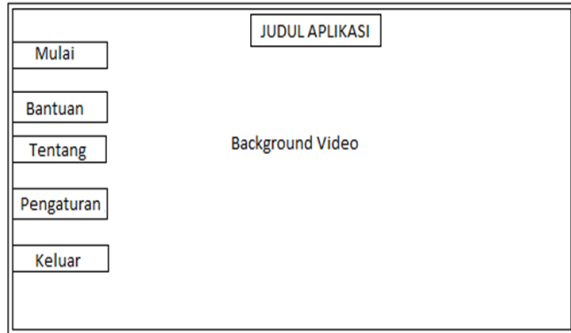 JUDUL APLIKASI
Mulai
Bantuan
Tentang
Background Video
Pengaturan
Keluar